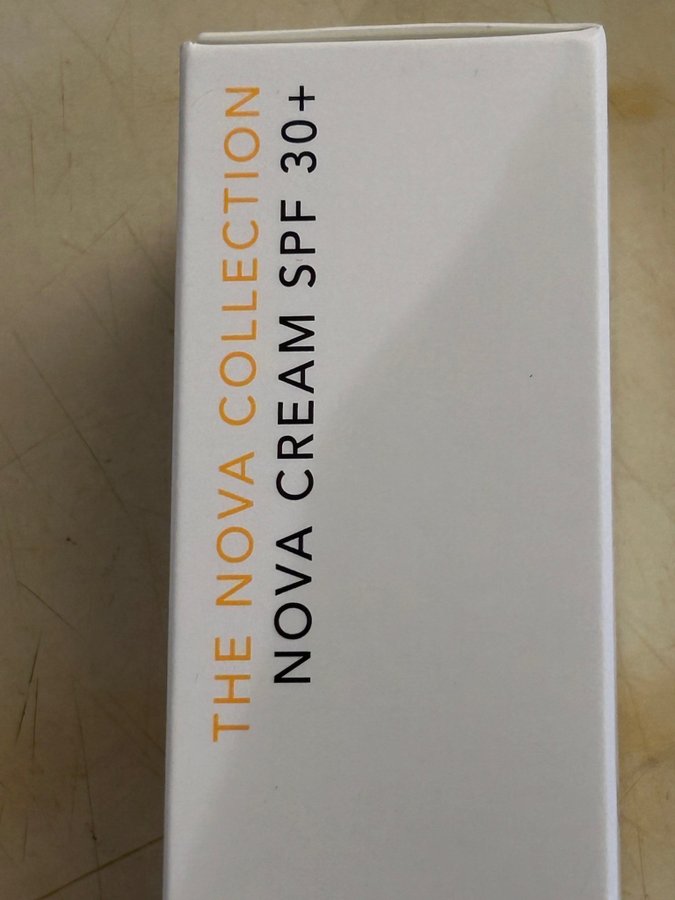 THE NOVA COLLECTION
NOVA CREAM SPF 30+